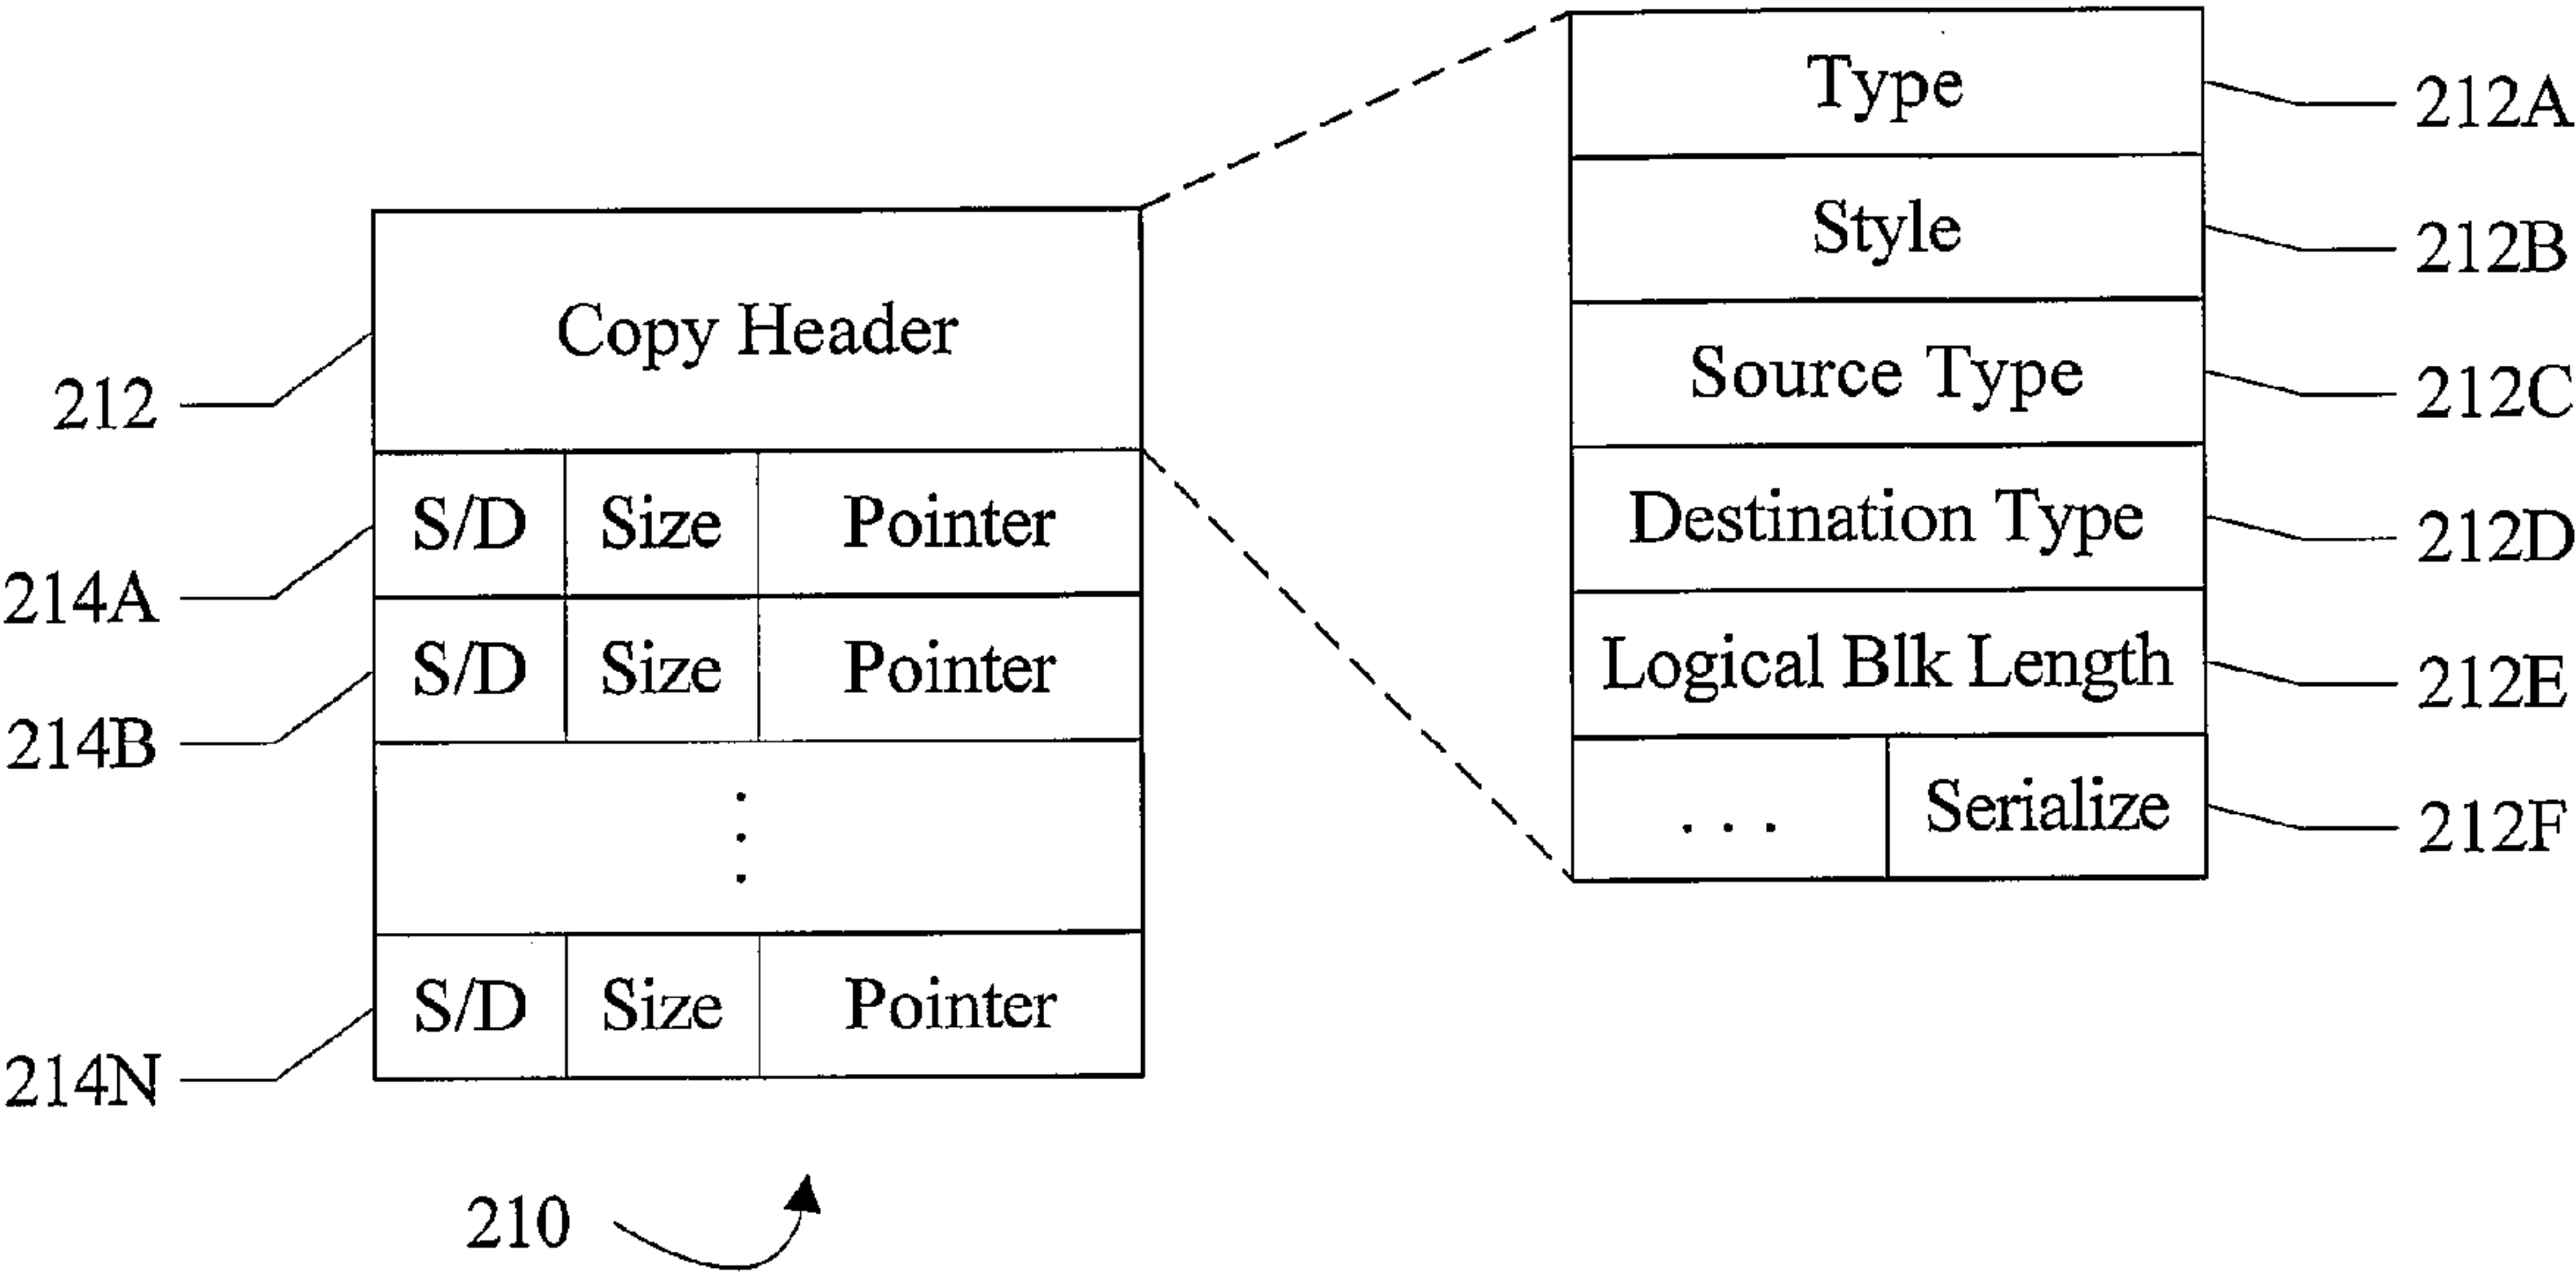 Type 212A
Style 212B
Copy Header
Source Type 212C
212
S/D Size Pointer
Destination Type 212D
214A
S/D Size Pointer
Logical Blk Length 212E
214B
. . . Serialize 212F
S/D Size Pointer
214N
210